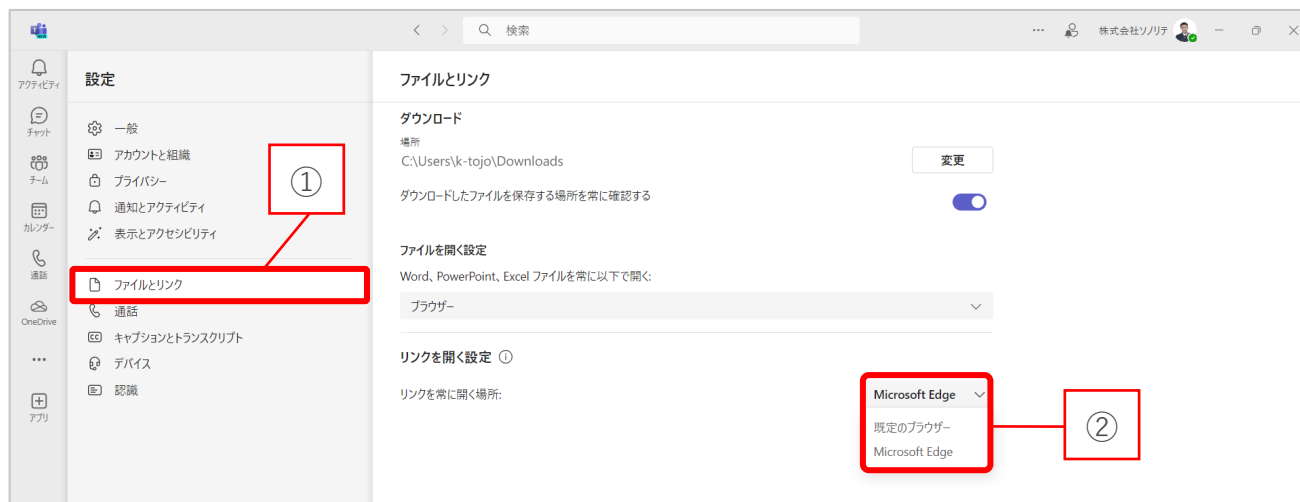 検索
… 株式会社ソノリテ
アクティビティ
チャット
チーム
カレンダー
通話
OneDrive
…
アプリ
設定
一般
アカウントと組織
プライバシー
通知とアクティビティ
表示とアクセシビリティ
ファイルとリンク
通話
キャプションとトランスクリプト
デバイス
認識
①
ファイルとリンク
ダウンロード
場所
C:\Users\k-tojo\Downloads
変更
ダウンロードしたファイルを保存する場所を常に確認する
ファイルを開く設定
Word、PowerPoint、Excel ファイルを常に以下で開く:
ブラウザー
リンクを開く設定
リンクを常に開く場所:
Microsoft Edge
既定のブラウザー
Microsoft Edge
②